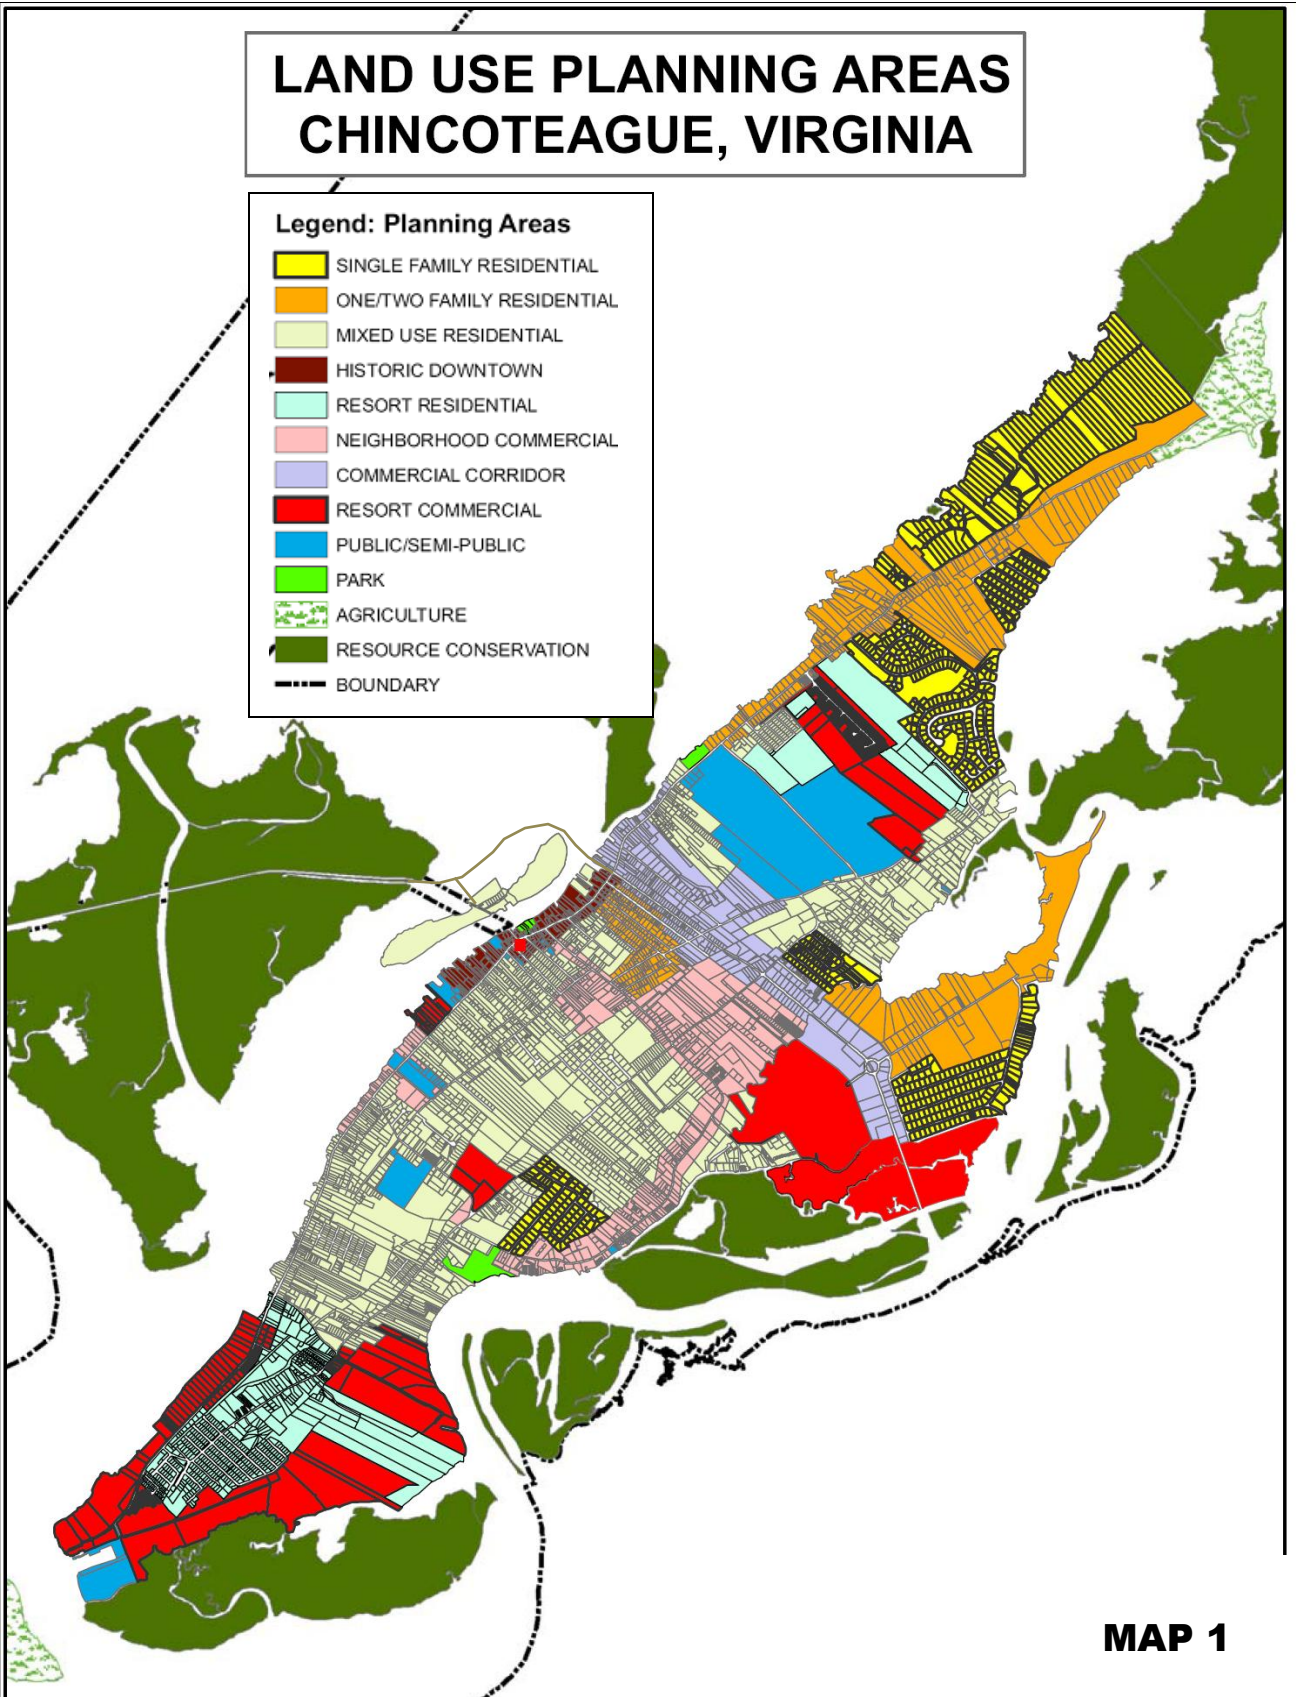 LAND USE PLANNING AREAS
CHINCOTEAGUE, VIRGINIA
Legend: Planning Areas
SINGLE FAMILY RESIDENTIAL
ONE/TWO FAMILY RESIDENTIAL
MIXED USE RESIDENTIAL
HISTORIC DOWNTOWN
RESORT RESIDENTIAL
NEIGHBORHOOD COMMERCIAL
COMMERCIAL CORRIDOR
RESORT COMMERCIAL
PUBLIC/SEMI-PUBLIC
PARK
AGRICULTURE
RESOURCE CONSERVATION
BOUNDARY
MAP 1